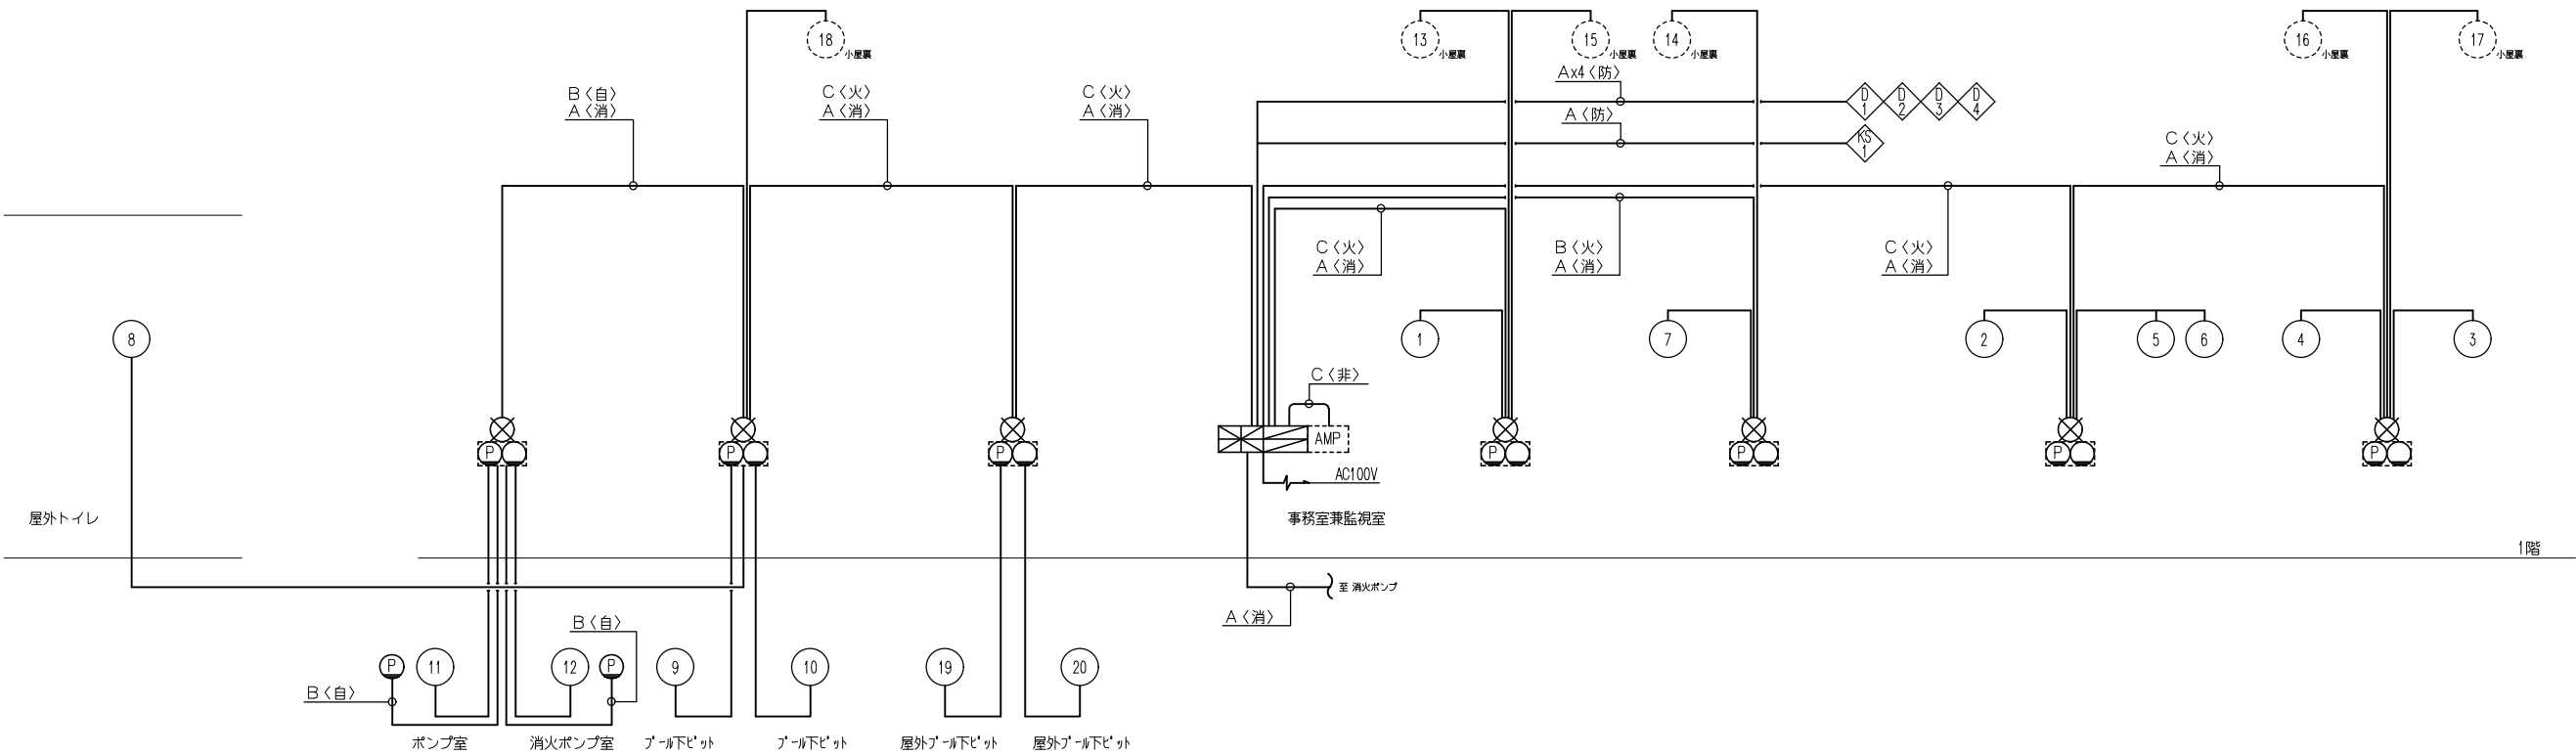 18
小屋裏
13
小屋裏
15
小屋裏
14
小屋裏
16
小屋裏
17
小屋裏
Ax4〈防〉
A〈防〉
D
1
D
2
D
3
D
4
KS
1
B〈自〉
A〈消〉
C〈火〉
A〈消〉
C〈火〉
A〈消〉
C〈火〉
A〈消〉
C〈火〉
A〈消〉
B〈火〉
A〈消〉
C〈火〉
A〈消〉
8
1
7
2
5
6
4
3
C〈非〉
AMP
P
P
P
P
P
P
P
AC100V
屋外トイレ
事務室兼監視室
1階
至 消火ポンプ
A〈消〉
B〈自〉
P
11
12
P
9
10
19
20
B〈自〉
ポンプ室
消火ポンプ室
プール下ピット
プール下ピット
屋外プール下ピット
屋外プール下ピット